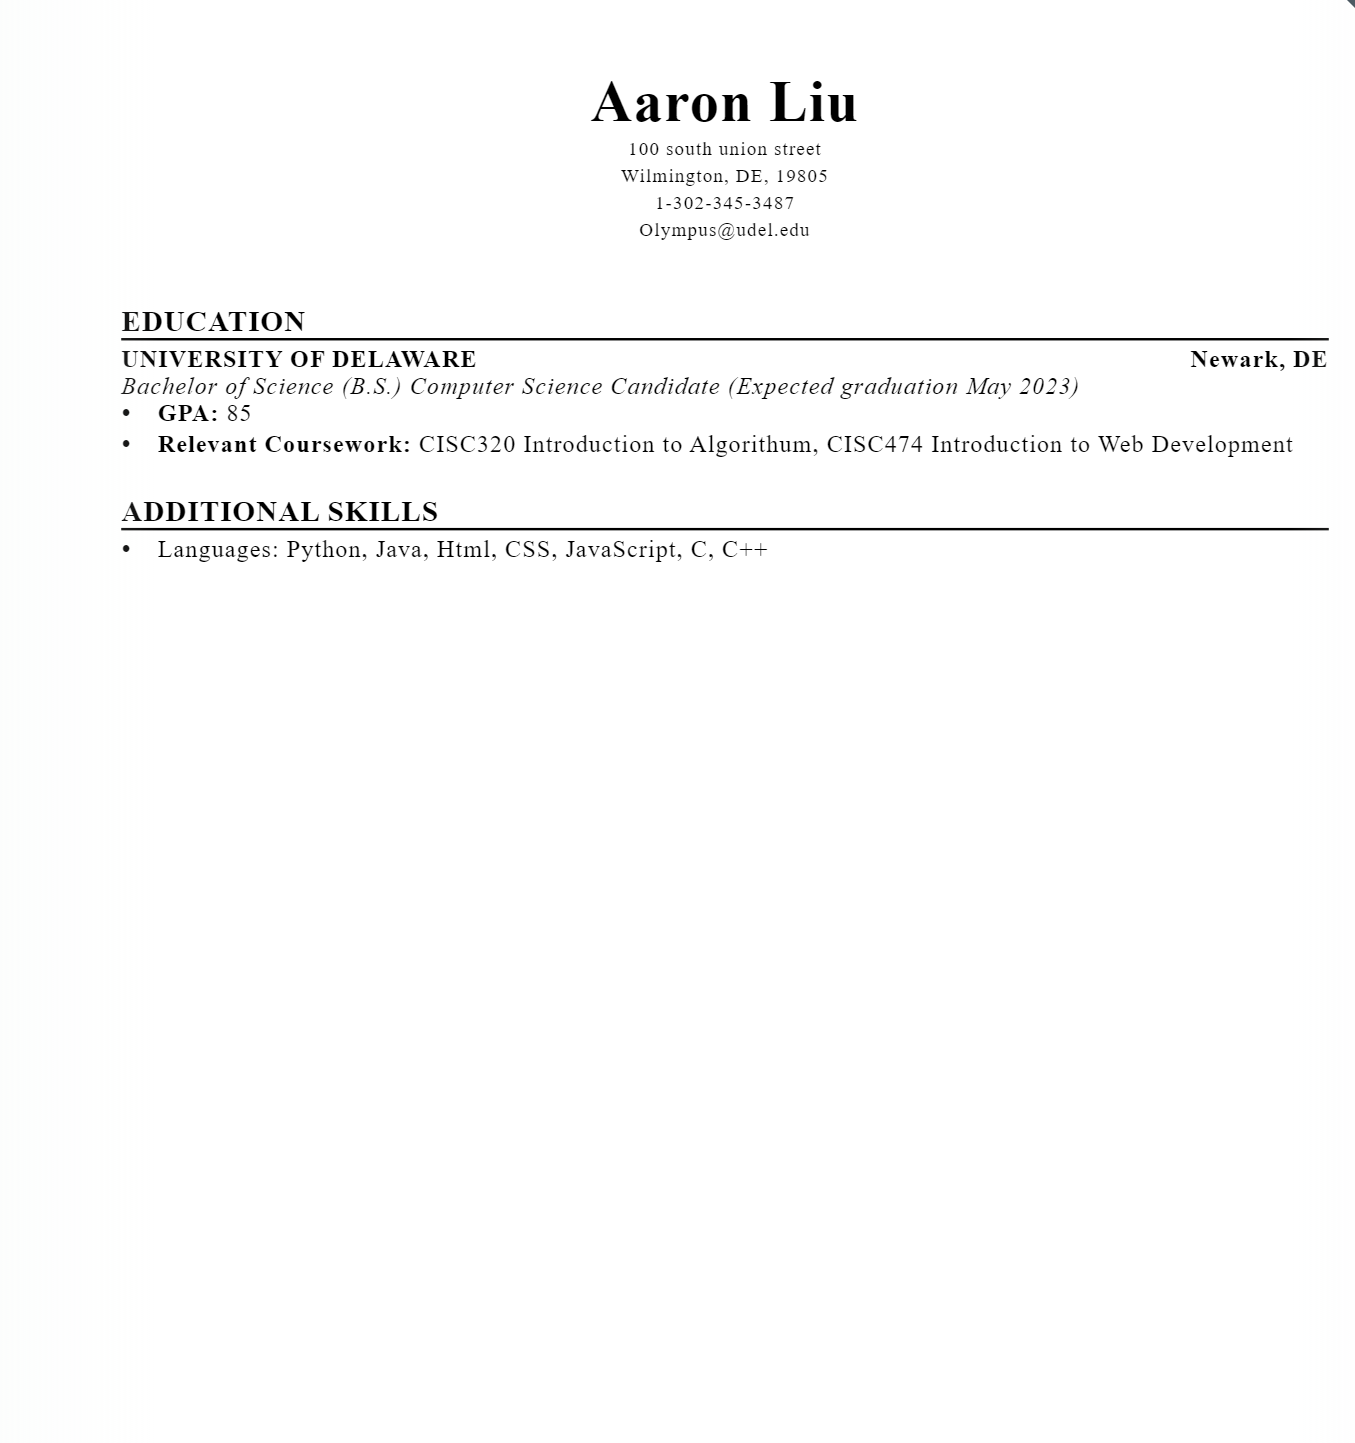 Aaron Liu
100 south union street
Wilmington, DE, 19805
1-302-345-3487
Olympus@udel.edu
EDUCATION
UNIVERSITY OF DELAWARE Newark, DE
Bachelor of Science (B.S.) Computer Science Candidate (Expected graduation May 2023)
• GPA: 85
• Relevant Coursework: CISC320 Introduction to Algorithum, CISC474 Introduction to Web Development
ADDITIONAL SKILLS
• Languages: Python, Java, Html, CSS, JavaScript, C, C++